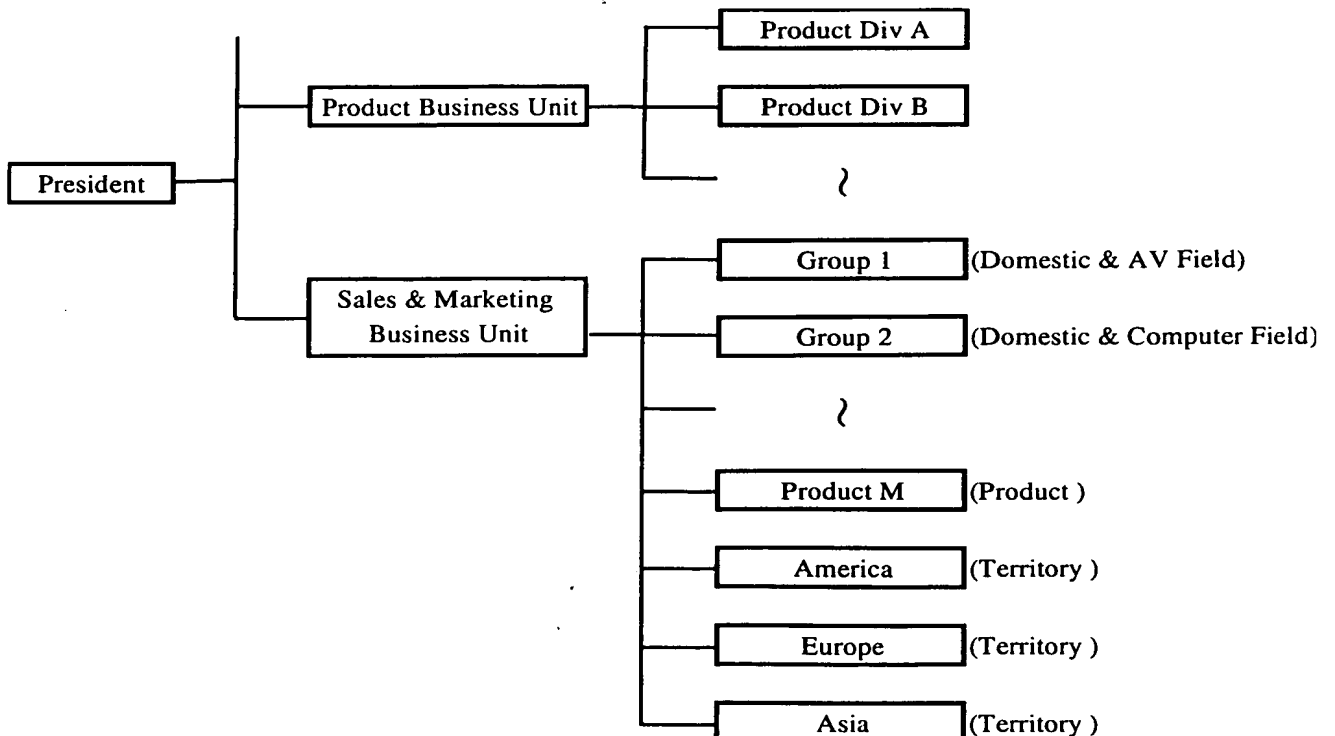 Product Div A
Product Business Unit
Product Div B
President
~
Group 1 (Domestic & AV Field)
Sales & Marketing
Business Unit
Group 2 (Domestic & Computer Field)
~
Product M (Product )
America (Territory )
Europe (Territory )
Asia (Territory )